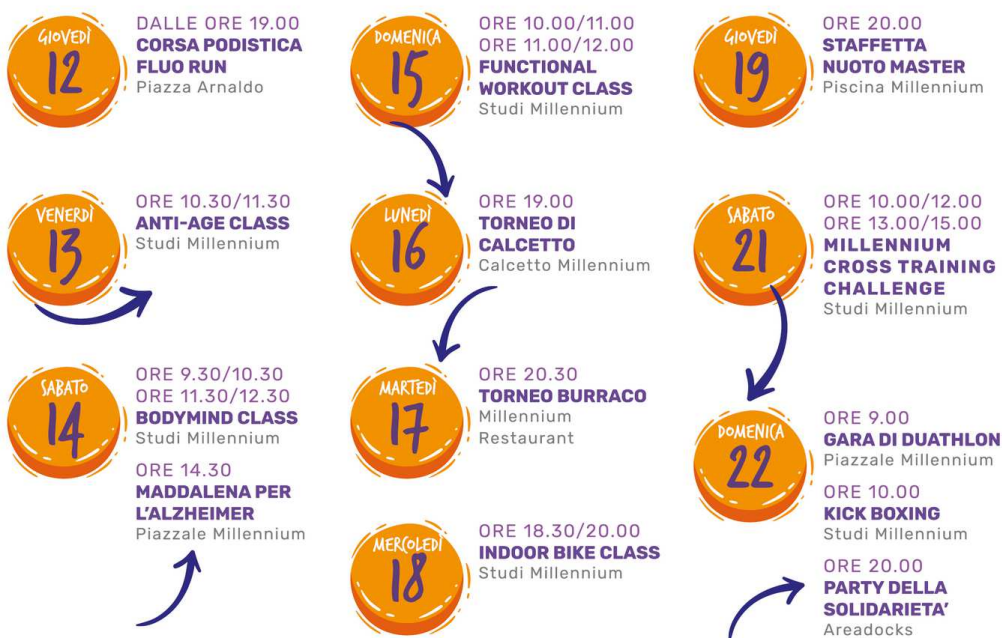 GIOVEDÌ
12
DALLE ORE 19.00
CORSA PODISTICA
FLUO RUN
Piazza Arnaldo
VENERDÌ
13
ORE 10.30/11.30
ANTI-AGE CLASS
Studi Millennium
SABATO
14
ORE 9.30/10.30
ORE 11.30/12.30
BODYMIND CLASS
Studi Millennium
ORE 14.30
MADDALENA PER
L'ALZHEIMER
Piazzale Millennium
DOMENICA
15
ORE 10.00/11.00
ORE 11.00/12.00
FUNCTIONAL
WORKOUT CLASS
Studi Millennium
LUNEDÌ
16
ORE 19.00
TORNEO DI
CALCETTO
Calcetto Millennium
MARTEDÌ
17
ORE 20.30
TORNEO BURRACO
Millennium
Restaurant
MERCOLEDÌ
18
ORE 18.30/20.00
INDOOR BIKE CLASS
Studi Millennium
GIOVEDÌ
19
ORE 20.00
STAFFETTA
NUOTO MASTER
Piscina Millennium
SABATO
21
ORE 10.00/12.00
ORE 13.00/15.00
MILLENNIUM
CROSS TRAINING
CHALLENGE
Studi Millennium
DOMENICA
22
ORE 9.00
GARA DI DUATHLON
Piazzale Millennium
ORE 10.00
KICK BOXING
Studi Millennium
ORE 20.00
PARTY DELLA
SOLIDARIETA'
Areadocks